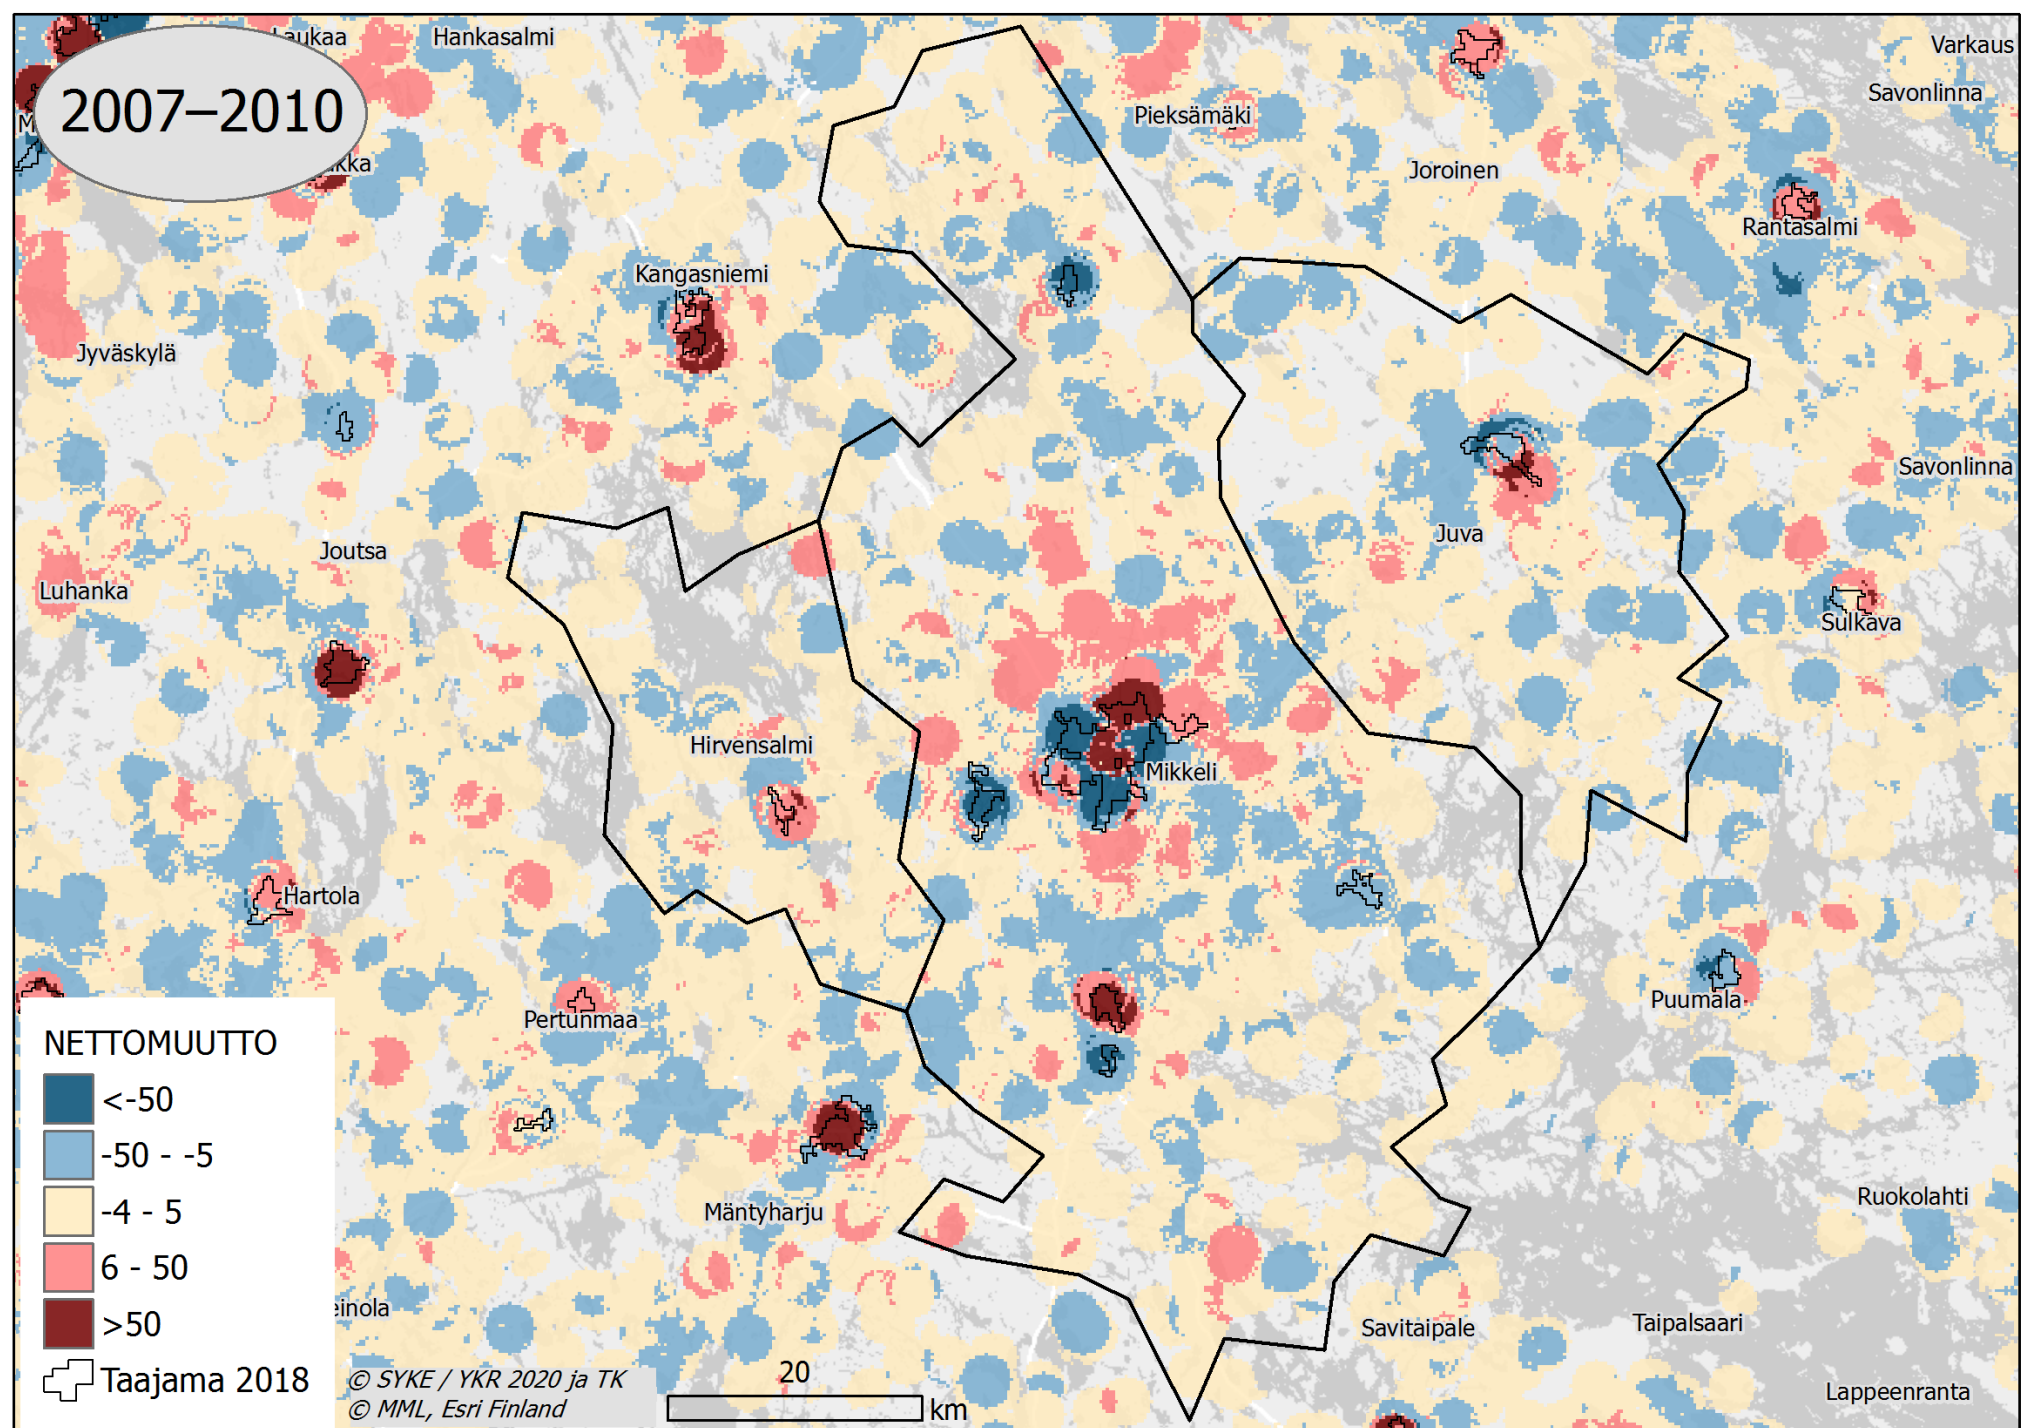 Laukaa
Hankasalmi
Varkaus
Savonlinna
2007–2010
Pieksämäki
M
kka
Joroinen
Rantasalmi
Kangasniemi
Jyväskylä
Savonlinna
Juva
Joutsa
Luhanka
Sulkava
Hirvensalmi
Mikkeli
Hartola
Puumala
Pertunmaa
NETTOMUUTTO
<-50
-50 - -5
-4 - 5
6 - 50
>50
Taajama 2018
Mäntyharju
Ruokolahti
einola
Savitaipale
Taipalsaari
Lappeenranta
© SYKE / YKR 2020 ja TK
© MML, Esri Finland
20
km